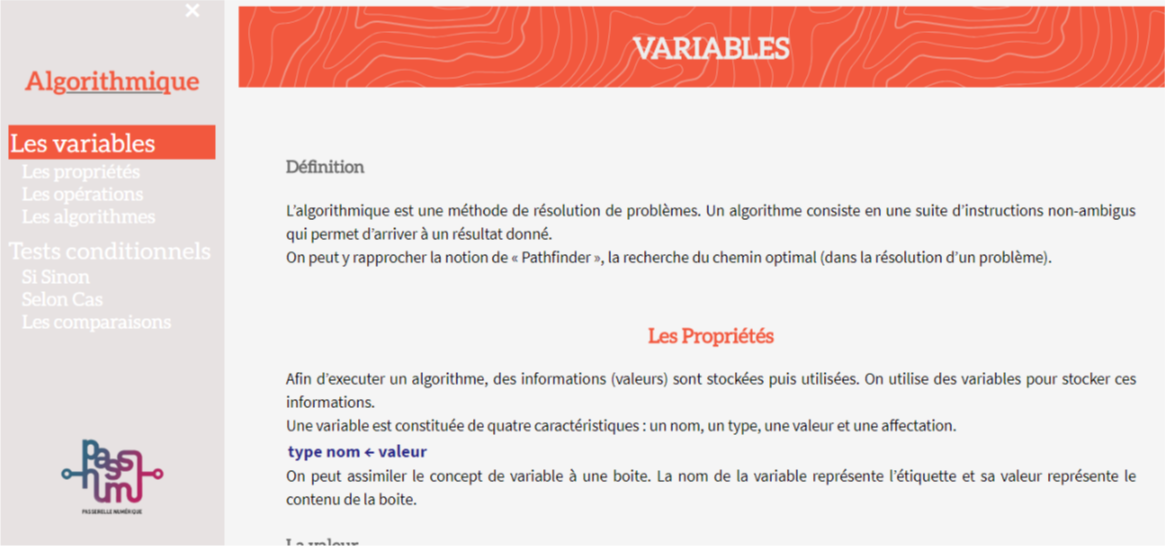 ×
Algorithmique
Les variables
Les propriétés
Les opérations
Les algorithmes
Tests conditionnels
Si Sinon
Selon Cas
Les comparaisons
pass
num
PASSERELLE NUMÉRIQUE
VARIABLES
Définition
L'algorithmique est une méthode de résolution de problèmes. Un algorithme consiste en une suite d'instructions non-ambigus
qui permet d'arriver à un résultat donné.
On peut y rapprocher la notion de « Pathfinder », la recherche du chemin optimal (dans la résolution d'un problème).
Les Propriétés
Afin d'executer un algorithme, des informations (valeurs) sont stockées puis utilisées. On utilise des variables pour stocker ces
informations.
Une variable est constituée de quatre caractéristiques : un nom, un type, une valeur et une affectation.
type nom ← valeur
On peut assimiler le concept de variable à une boite. La nom de la variable représente l'étiquette et sa valeur représente le
contenu de la boite.
La valeur